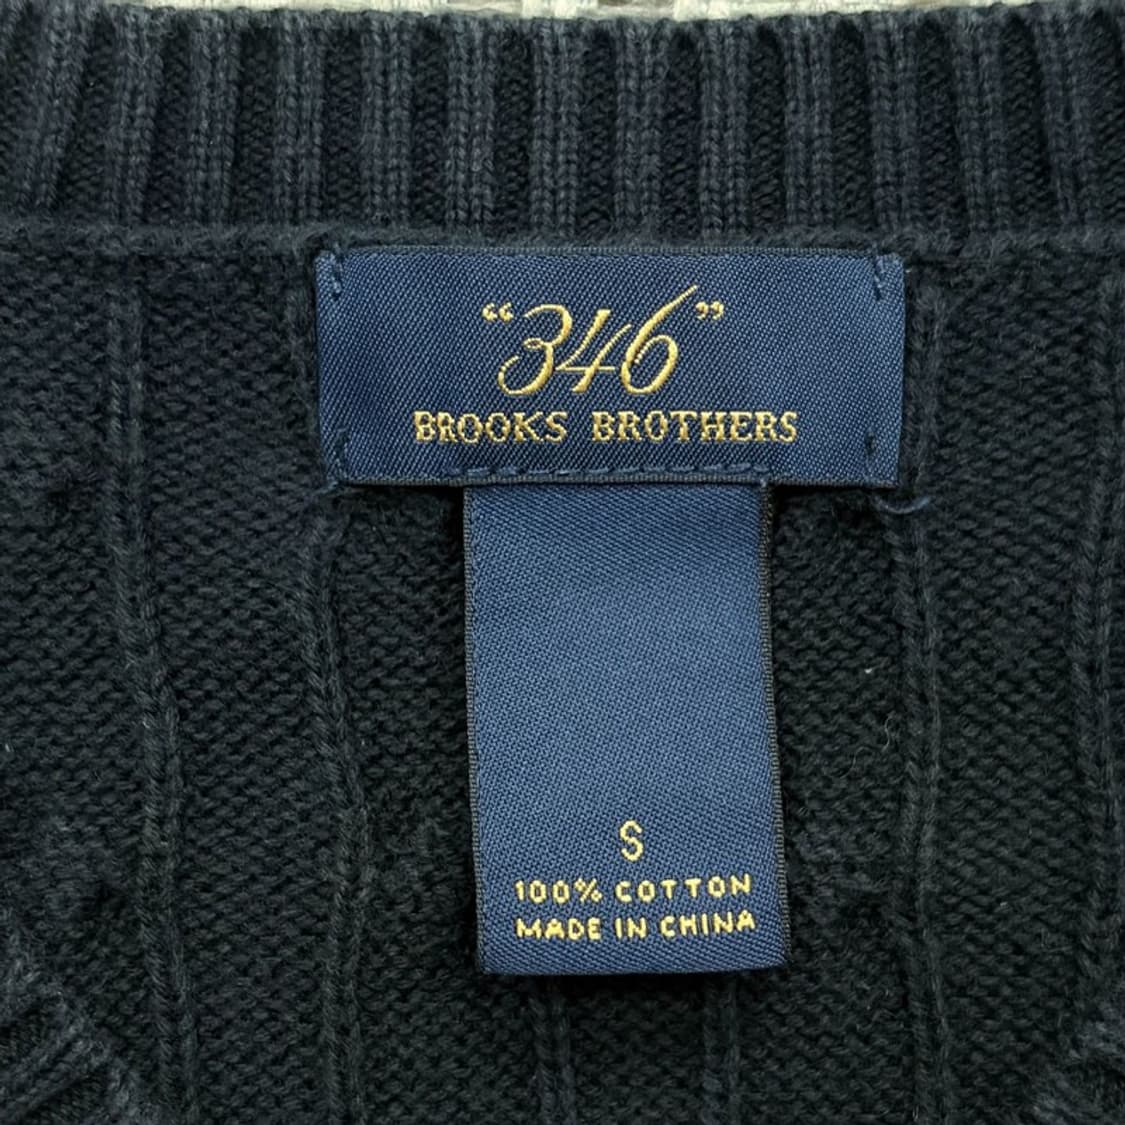 “346”
BROOKS BROTHERS
S
100% COTTON
MADE IN CHINA